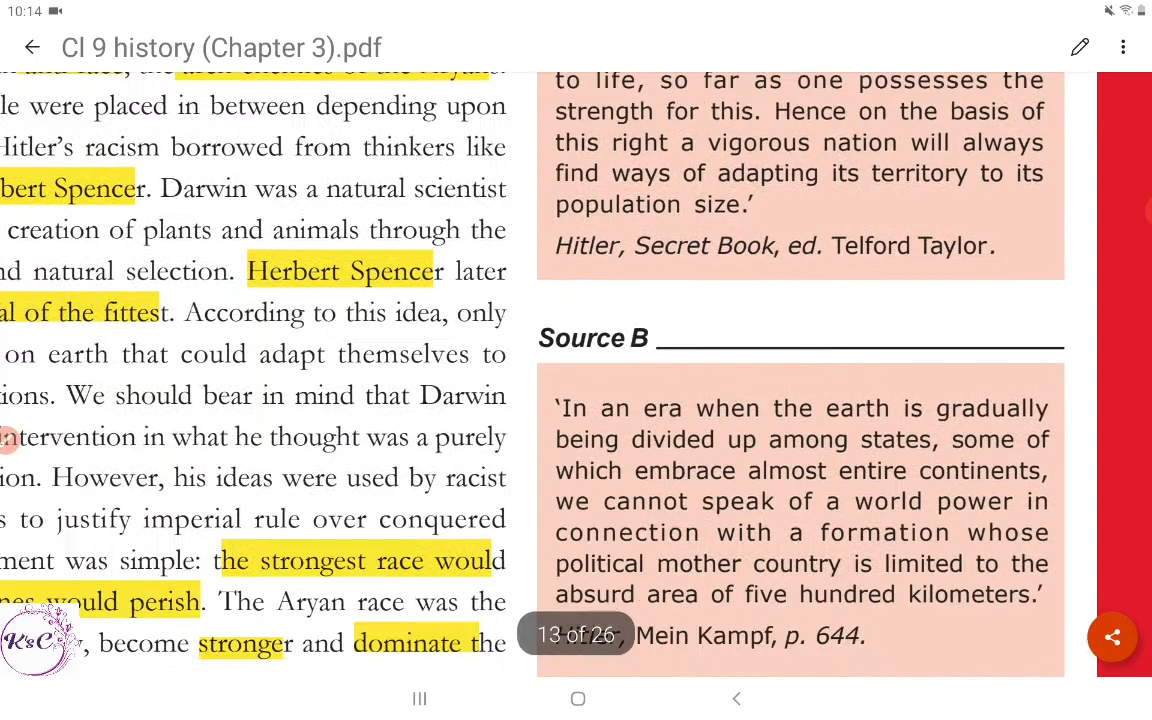 10:14
Cl 9 history (Chapter 3).pdf
le were placed in between depending upon
Hitler's racism borrowed from thinkers like
bert Spencer. Darwin was a natural scientist
creation of plants and animals through the
nd natural selection. Herbert Spencer later
al of the fittest. According to this idea, only
on earth that could adapt themselves to
tions. We should bear in mind that Darwin
intervention in what he thought was a purely
ion. However, his ideas were used by racist
s to justify imperial rule over conquered
ment was simple: the strongest race would
nes would perish. The Aryan race was the
, become stronger and dominate the
K&C
to life, so far as one possesses the
strength for this. Hence on the basis of
this right a vigorous nation will always
find ways of adapting its territory to its
population size.'
Hitler, Secret Book, ed. Telford Taylor.
Source B
'In an era when the earth is gradually
being divided up among states, some of
which embrace almost entire continents,
we cannot speak of a world power in
connection with a formation whose
political mother country is limited to the
absurd area of five hundred kilometers.'
Hitler, Mein Kampf, p. 644.
13 of 26